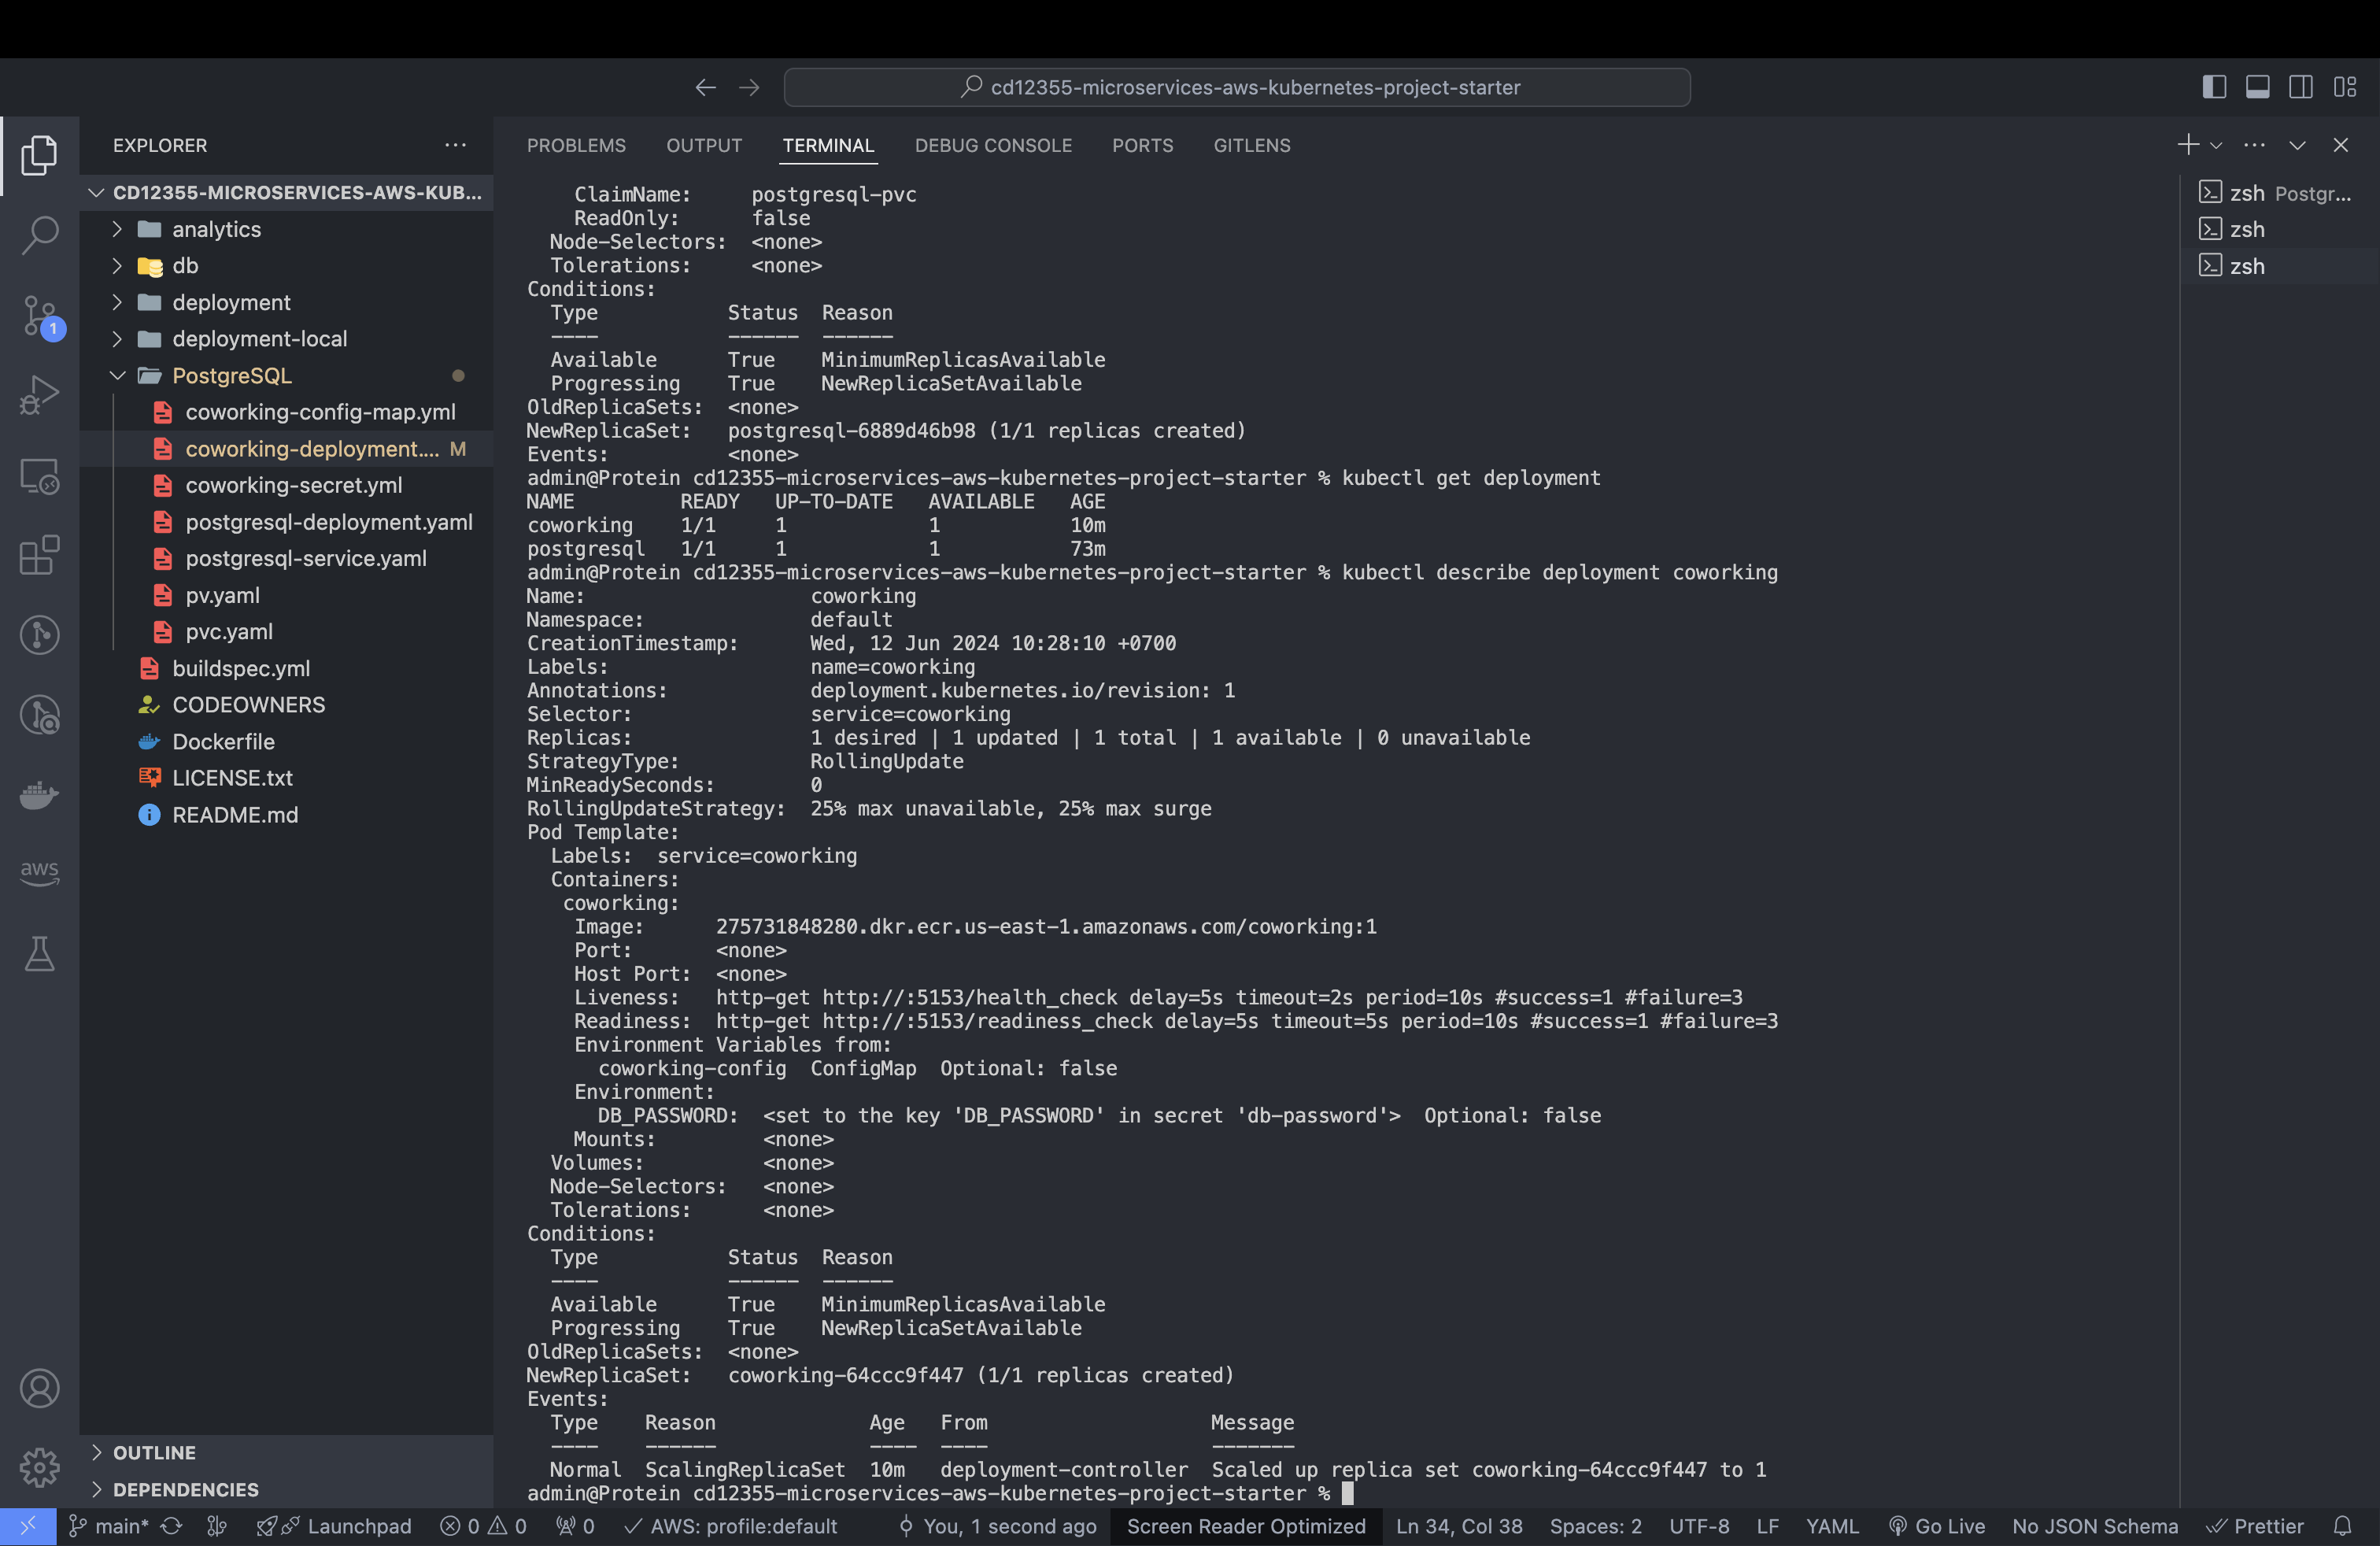 cd12355-microservices-aws-kubernetes-project-starter
EXPLORER
CD12355-MICROSERVICES-AWS-KUB...
analytics
db
deployment
deployment-local
PostgreSQL
coworking-config-map.yml
coworking-deployment.... M
coworking-secret.yml
postgresql-deployment.yaml
postgresql-service.yaml
pv.yaml
pvc.yaml
buildspec.yml
CODEOWNERS
Dockerfile
LICENSE.txt
README.md
OUTLINE
DEPENDENCIES
1
aws
PROBLEMS OUTPUT TERMINAL DEBUG CONSOLE PORTS GITLENS
ClaimName: postgresql-pvc
ReadOnly: false
Node-Selectors: <none>
Tolerations: <none>
Conditions:
Type Status Reason
---- ------ ------
Available True MinimumReplicasAvailable
Progressing True NewReplicaSetAvailable
OldReplicaSets: <none>
NewReplicaSet: postgresql-6889d46b98 (1/1 replicas created)
Events: <none>
admin@Protein cd12355-microservices-aws-kubernetes-project-starter % kubectl get deployment
NAME READY UP-TO-DATE AVAILABLE AGE
coworking 1/1 1 1 10m
postgresql 1/1 1 1 73m
admin@Protein cd12355-microservices-aws-kubernetes-project-starter % kubectl describe deployment coworking
Name: coworking
Namespace: default
CreationTimestamp: Wed, 12 Jun 2024 10:28:10 +0700
Labels: name=coworking
Annotations: deployment.kubernetes.io/revision: 1
Selector: service=coworking
Replicas: 1 desired | 1 updated | 1 total | 1 available | 0 unavailable
StrategyType: RollingUpdate
MinReadySeconds: 0
RollingUpdateStrategy: 25% max unavailable, 25% max surge
Pod Template:
Labels: service=coworking
Containers:
coworking:
Image: 275731848280.dkr.ecr.us-east-1.amazonaws.com/coworking:1
Port: <none>
Host Port: <none>
Liveness: http-get http://:5153/health_check delay=5s timeout=2s period=10s #success=1 #failure=3
Readiness: http-get http://:5153/readiness_check delay=5s timeout=5s period=10s #success=1 #failure=3
Environment Variables from:
coworking-config ConfigMap Optional: false
Environment:
DB_PASSWORD: <set to the key 'DB_PASSWORD' in secret 'db-password'> Optional: false
Mounts: <none>
Volumes: <none>
Node-Selectors: <none>
Tolerations: <none>
Conditions:
Type Status Reason
---- ------ ------
Available True MinimumReplicasAvailable
Progressing True NewReplicaSetAvailable
OldReplicaSets: <none>
NewReplicaSet: coworking-64ccc9f447 (1/1 replicas created)
Events:
Type Reason Age From Message
---- ------ ---- ---- -------
Normal ScalingReplicaSet 10m deployment-controller Scaled up replica set coworking-64ccc9f447 to 1
admin@Protein cd12355-microservices-aws-kubernetes-project-starter %
zsh Postgr...
zsh
zsh
main* Launchpad 0 0 0 AWS: profile:default You, 1 second ago Screen Reader Optimized Ln 34, Col 38 Spaces: 2 UTF-8 LF YAML Go Live No JSON Schema Prettier